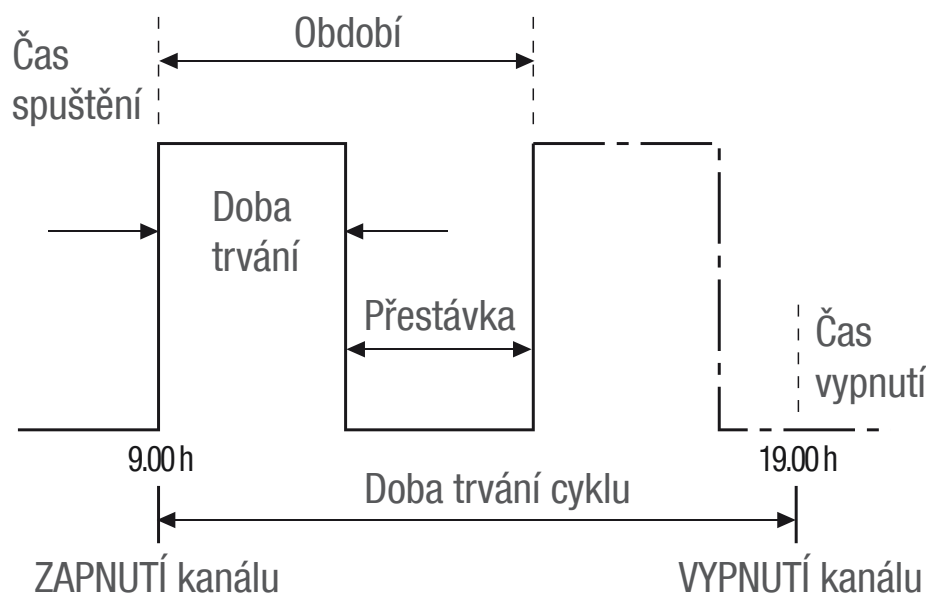 Období
Čas
spuštění
Doba
trvání
Přestávka
Čas
vypnutí
9.00 h
19.00 h
Doba trvání cyklu
ZAPNUTÍ kanálu
VYPNUTÍ kanálu